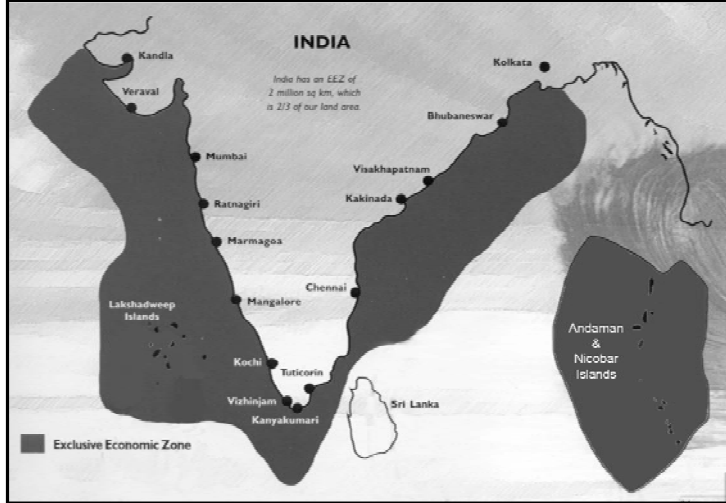 INDIA
India has an EEZ of
2 million sq km, which
is 2/3 of our land area.
Kandla
Veraval
Kolkata
Bhubaneswar
Mumbai
Visakhapatnam
Kakinada
Ratnagiri
Marmagoa
Chennai
Mangalore
Lakshadweep
Islands
Andaman
&
Nicobar
Islands
Kochi
Tuticorin
Vizhinjam
Kanyakumari
Sri Lanka
Exclusive Economic Zone